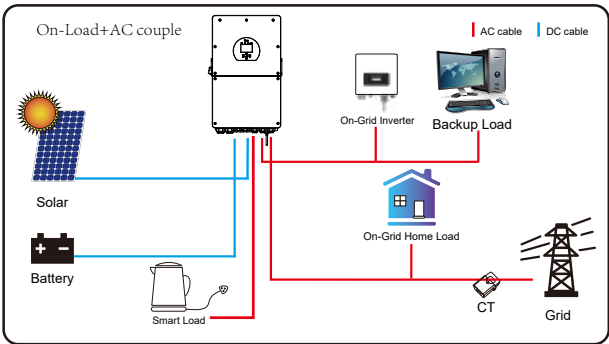 On-Load+AC couple
AC cable
DC cable
On-Grid Inverter
Backup Load
Solar
On-Grid Home Load
Battery
Smart Load
CT
Grid